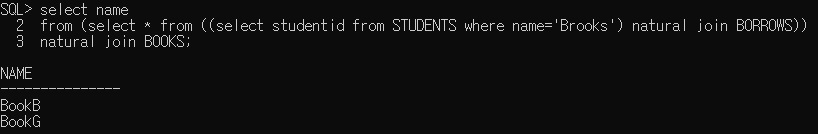 SQL> select name
  2  from (select * from ((select studentid from STUDENTS where name='Brooks') natural join BORROWS))
  3  natural join BOOKS;
NAME
---------------
BookB
BookG